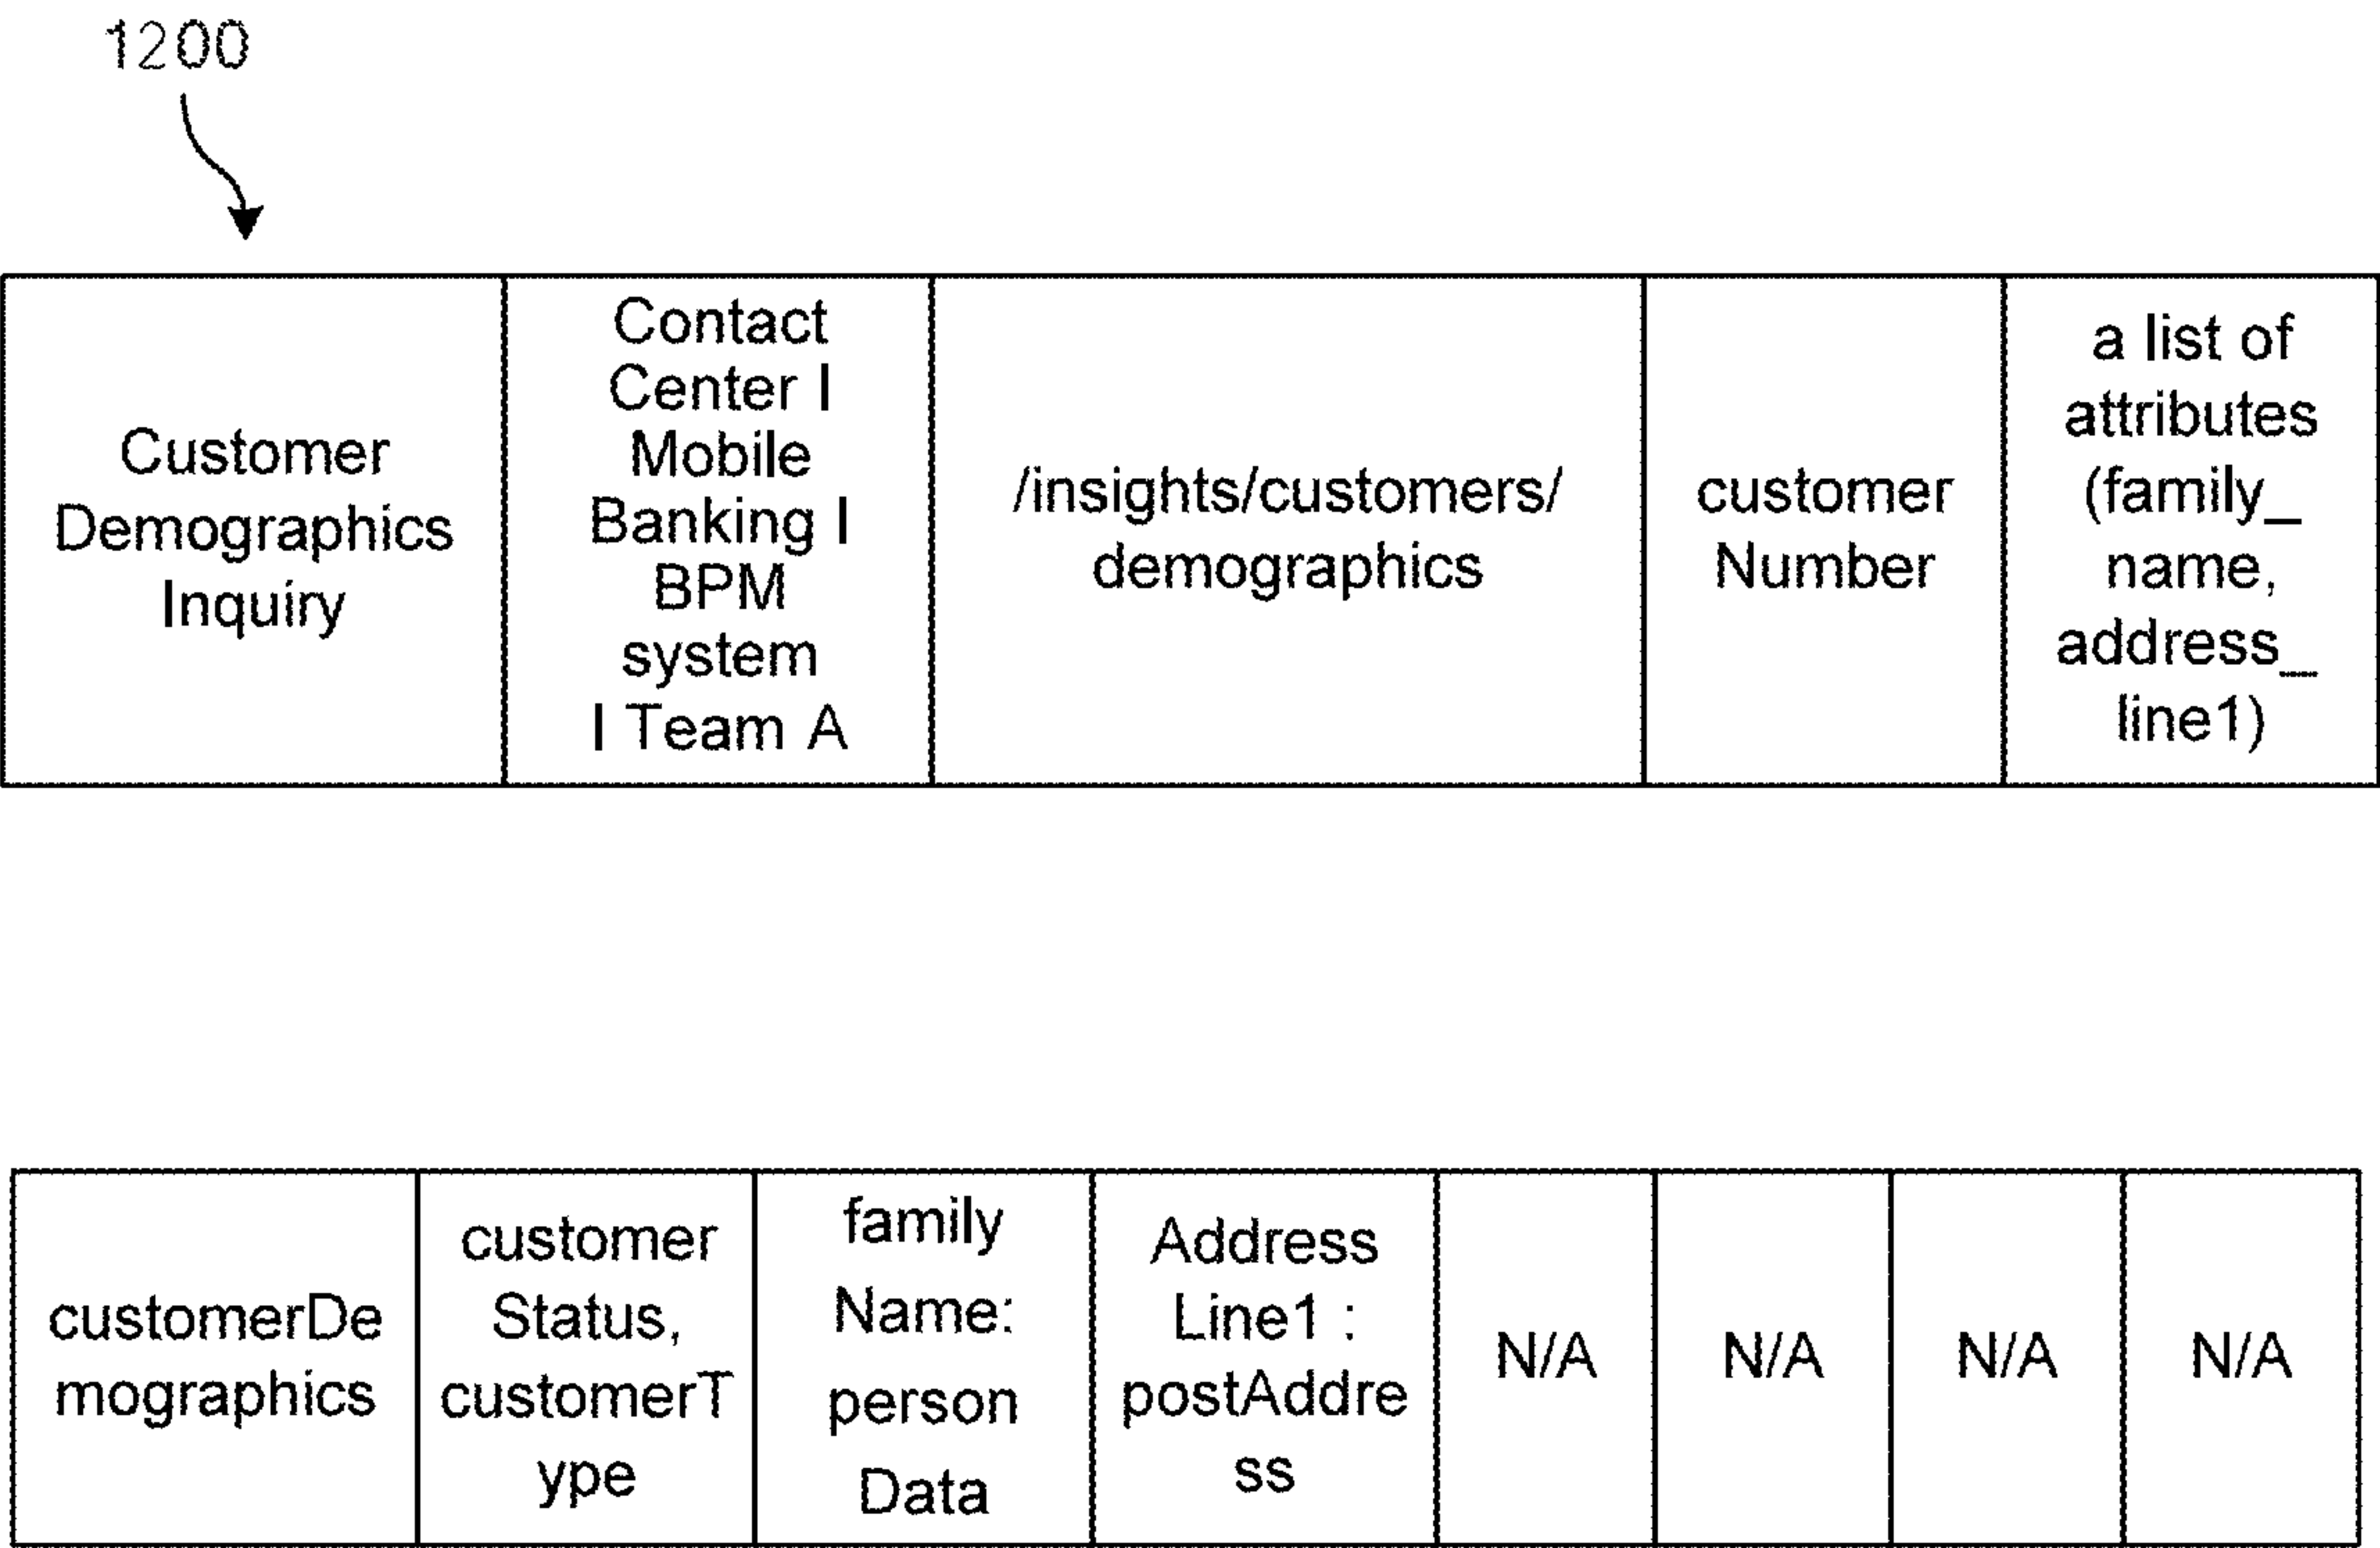 1200
Customer
Demographics
Inquiry
Contact
Center I
Mobile
Banking I
BPM
system
I Team A
/insights/customers/
demographics
customer
Number
a list of
attributes
(family_
name,
address_
line1)
customerDe
mographics
customer
Status,
customerT
ype
family
Name:
person
Data
Address
Line1 :
postAddre
ss
N/A
N/A
N/A
N/A